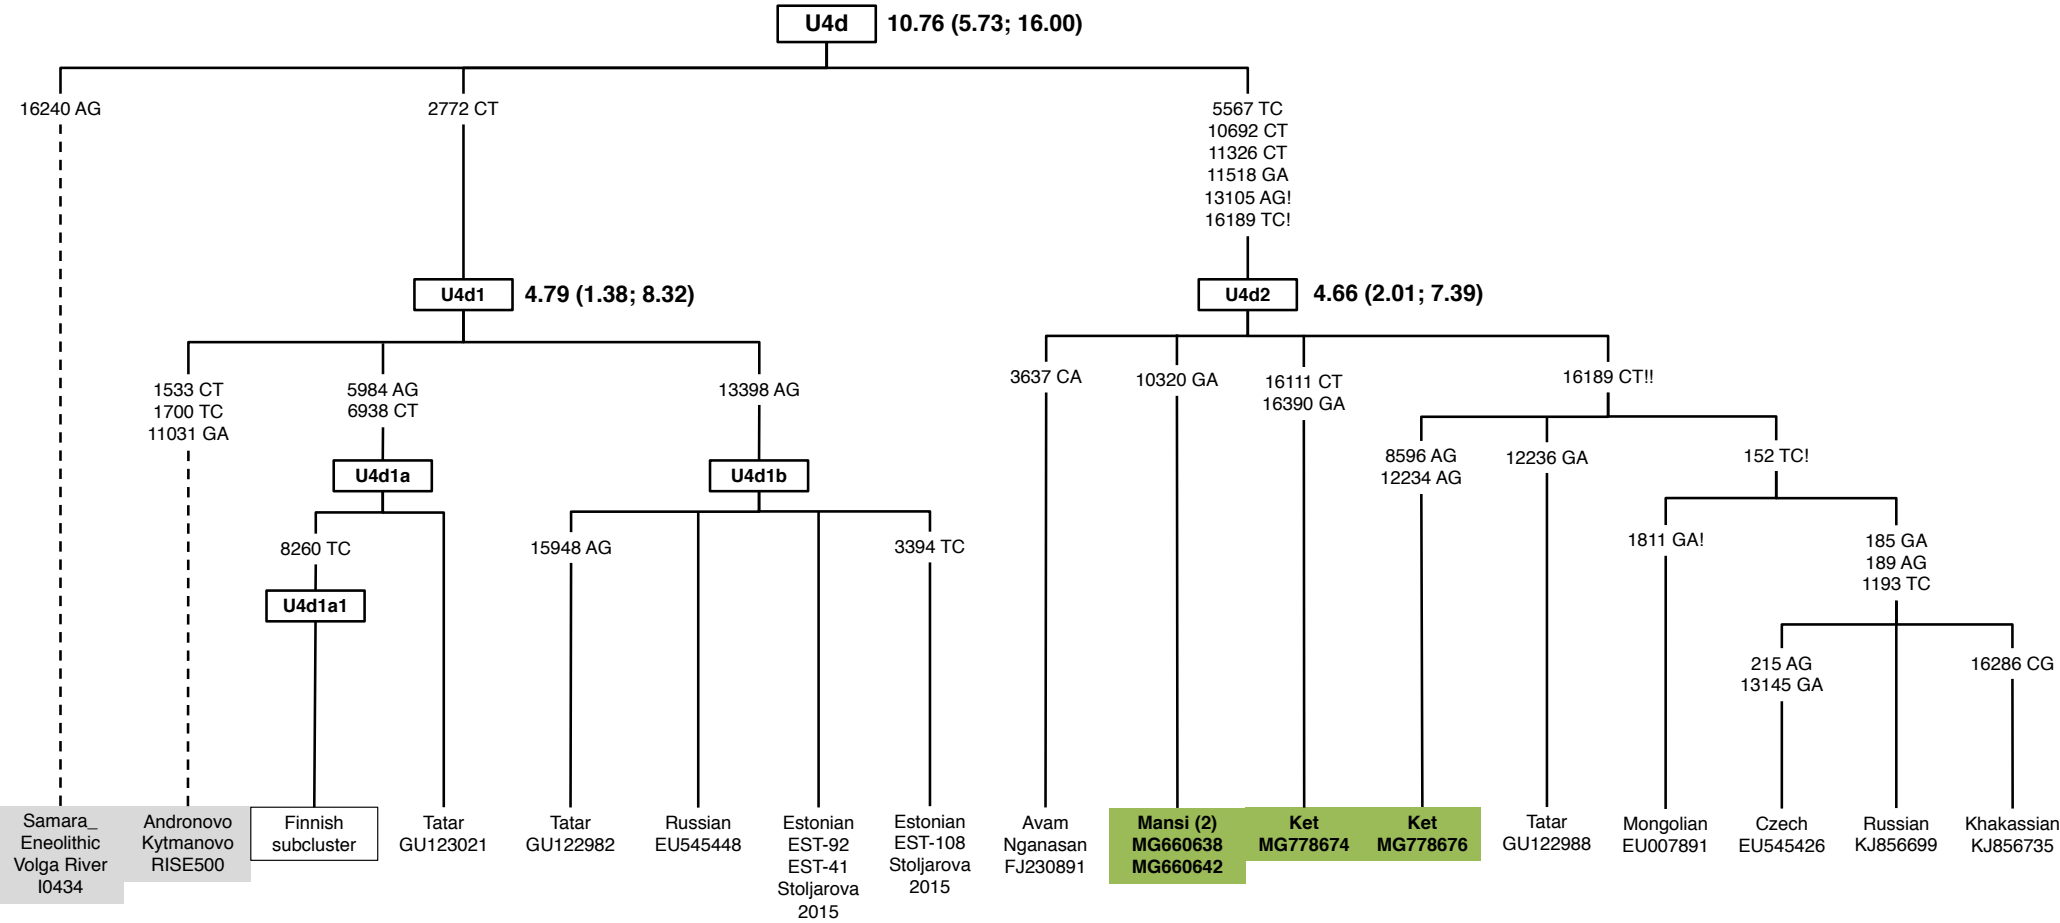 U4d 10.76 (5.73; 16.00)
16240 AG
2772 CT
5567 TC
10692 CT
11326 CT
11518 GA
13105 AG!
16189 TC!
U4d1 4.79 (1.38; 8.32)
U4d2 4.66 (2.01; 7.39)
1533 CT
1700 TC
11031 GA
5984 AG
6938 CT
13398 AG
3637 CA
10320 GA
16111 CT
16390 GA
16189 CT!!
U4d1a
U4d1b
8596 AG
12234 AG
12236 GA
152 TC!
8260 TC
15948 AG
3394 TC
1811 GA!
185 GA
189 AG
1193 TC
U4d1a1
215 AG
13145 GA
16286 CG
Samara_
Eneolithic
Volga River
I0434
Andronovo
Kytmanovo
RISE500
Finnish
subcluster
Tatar
GU123021
Tatar
GU122982
Russian
EU545448
Estonian
EST-92
EST-41
Stoljarova
2015
Estonian
EST-108
Stoljarova
2015
Avam
Nganasan
FJ230891
Mansi (2)
MG660638
MG660642
Ket
MG778674
Ket
MG778676
Tatar
GU122988
Mongolian
EU007891
Czech
EU545426
Russian
KJ856699
Khakassian
KJ856735